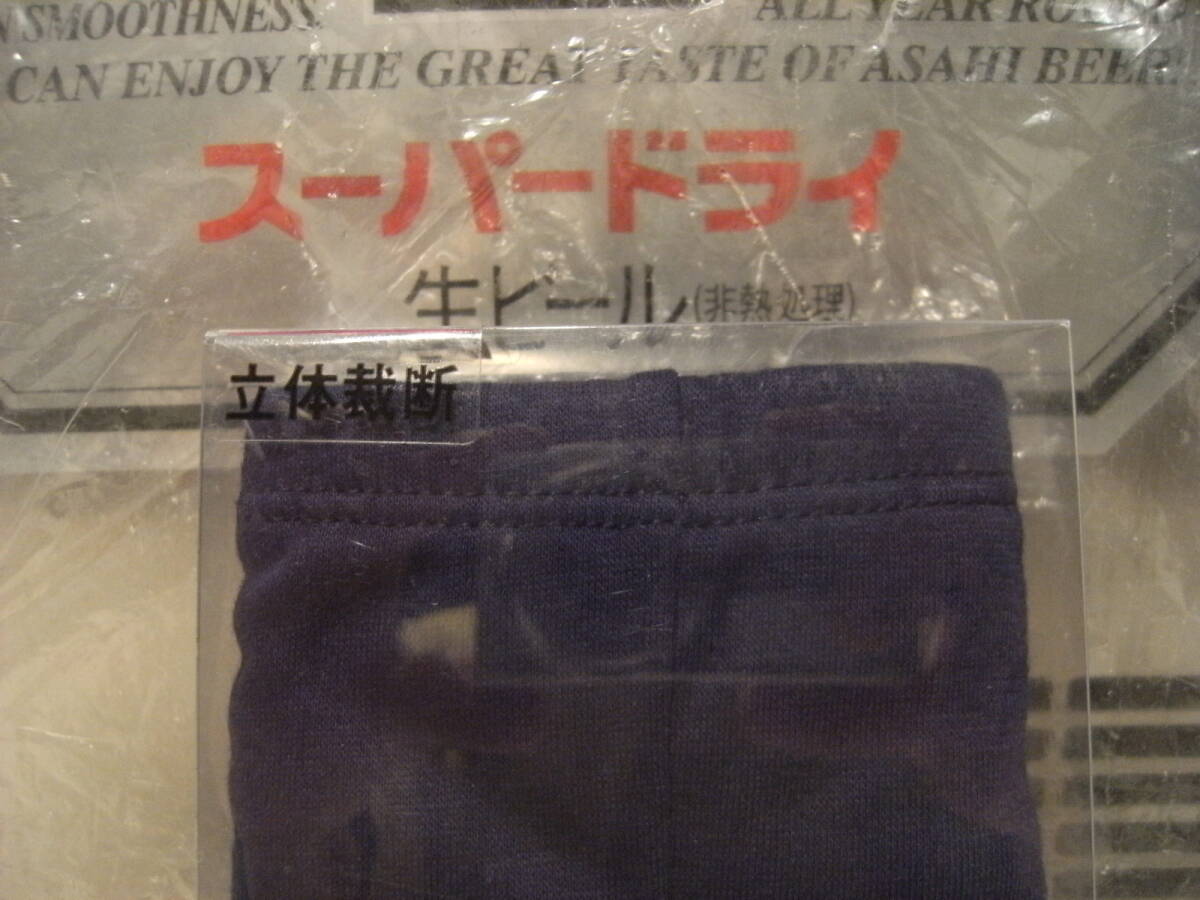 SMOOTHNESS ALL YEAR ROUND
CAN ENJOY THE GREAT TASTE OF ASAHI BEER!
スーパードライ
生ビール(非熱処理)
立体裁断